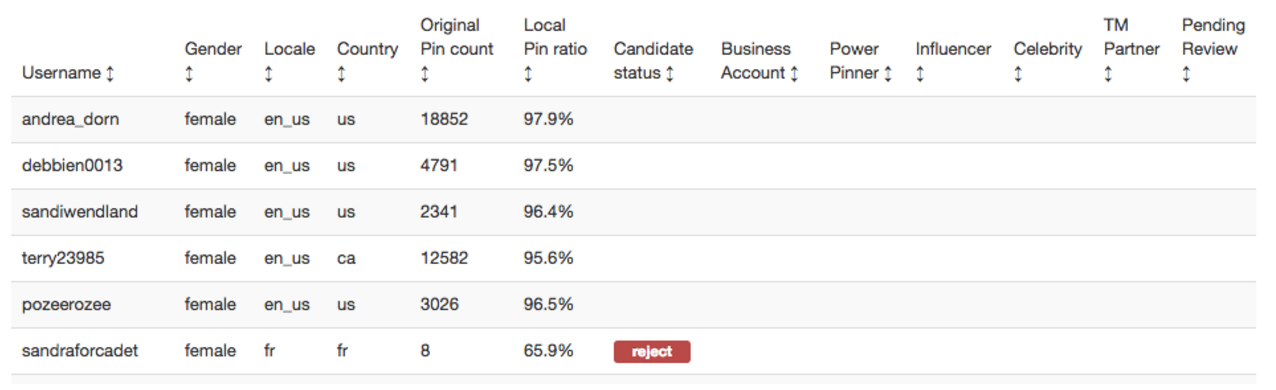 Original Local TM Pending
Gender Locale Country Pin count Pin ratio Candidate Business Power Influencer Celebrity Partner Review
Username ↕ ↕ ↕ ↕ ↕ ↕ status ↕ Account ↕ Pinner ↕ ↕ ↕ ↕ ↕
andrea_dorn female en_us us 18852 97.9%
debbien0013 female en_us us 4791 97.5%
sandiwendland female en_us us 2341 96.4%
terry23985 female en_us ca 12582 95.6%
pozeerozee female en_us us 3026 96.5%
sandraforcadet female fr fr 8 65.9% reject